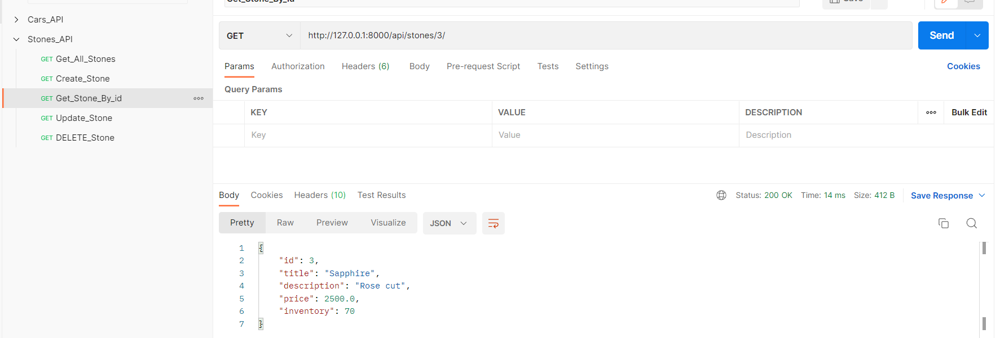 Get_Stone_By_id
Save
Cars_API
Stones_API
GET Get_All_Stones
GET Create_Stone
GET Get_Stone_By_id
GET Update_Stone
GET DELETE_Stone
GET http://127.0.0.1:8000/api/stones/3/ Send
Params Authorization Headers (6) Body Pre-request Script Tests Settings Cookies
Query Params
KEY VALUE DESCRIPTION Bulk Edit
Key Value Description
Body Cookies Headers (10) Test Results Status: 200 OK Time: 14 ms Size: 412 B Save Response
Pretty Raw Preview Visualize JSON
1 {
2 "id": 3,
3 "title": "Sapphire",
4 "description": "Rose cut",
5 "price": 2500.0,
6 "inventory": 70
7 }